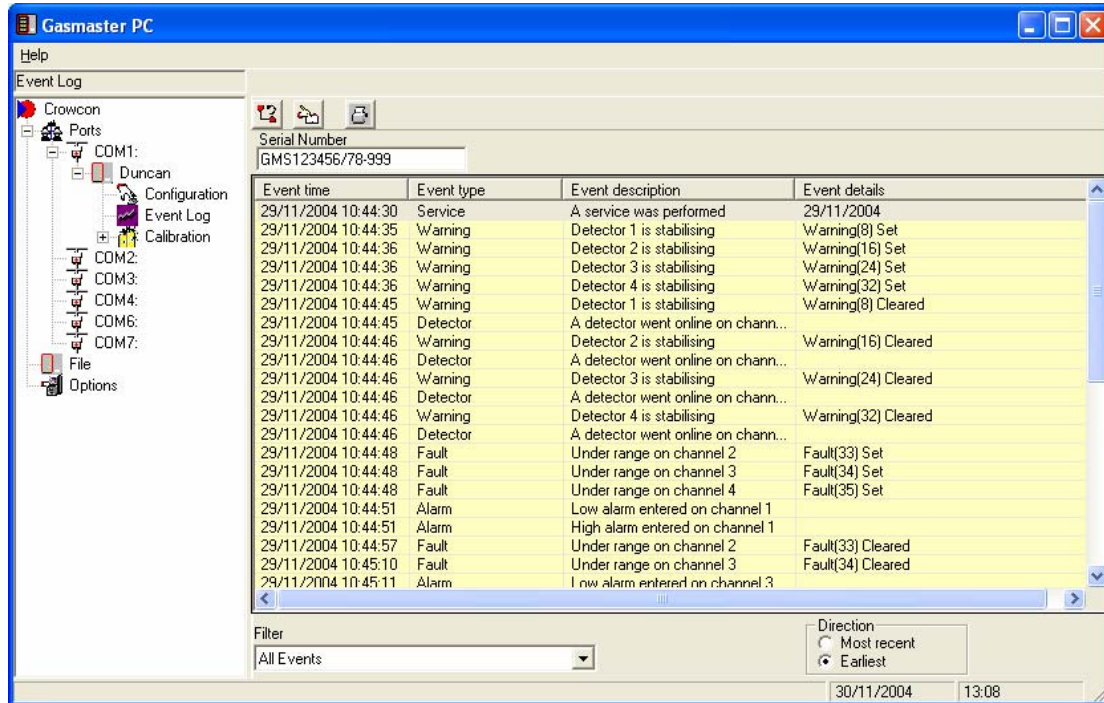 Gasmaster PC
Help
Event Log
Crowcon
Ports
COM1:
Duncan
Configuration
Event Log
Calibration
COM2:
COM3:
COM4:
COM6:
COM7:
File
Options
Serial Number
GMS123456/78-999
Event time Event type Event description Event details
29/11/2004 10:44:30 Service A service was performed 29/11/2004
29/11/2004 10:44:35 Warning Detector 1 is stabilising Warning(8) Set
29/11/2004 10:44:36 Warning Detector 2 is stabilising Warning(16) Set
29/11/2004 10:44:36 Warning Detector 3 is stabilising Warning(24) Set
29/11/2004 10:44:36 Warning Detector 4 is stabilising Warning(32) Set
29/11/2004 10:44:45 Warning Detector 1 is stabilising Warning(8) Cleared
29/11/2004 10:44:45 Detector A detector went online on chann...
29/11/2004 10:44:46 Warning Detector 2 is stabilising Warning(16) Cleared
29/11/2004 10:44:46 Detector A detector went online on chann...
29/11/2004 10:44:46 Warning Detector 3 is stabilising Warning(24) Cleared
29/11/2004 10:44:46 Detector A detector went online on chann...
29/11/2004 10:44:46 Warning Detector 4 is stabilising Warning(32) Cleared
29/11/2004 10:44:46 Detector A detector went online on chann...
29/11/2004 10:44:48 Fault Under range on channel 2 Fault(33) Set
29/11/2004 10:44:48 Fault Under range on channel 3 Fault(34) Set
29/11/2004 10:44:48 Fault Under range on channel 4 Fault(35) Set
29/11/2004 10:44:51 Alarm Low alarm entered on channel 1
29/11/2004 10:44:51 Alarm High alarm entered on channel 1
29/11/2004 10:44:57 Fault Under range on channel 2 Fault(33) Cleared
29/11/2004 10:45:10 Fault Under range on channel 3 Fault(34) Cleared
29/11/2004 10:45:11 Alarm Low alarm entered on channel 3
Filter
All Events
Direction
Most recent
Earliest
30/11/2004 13:08